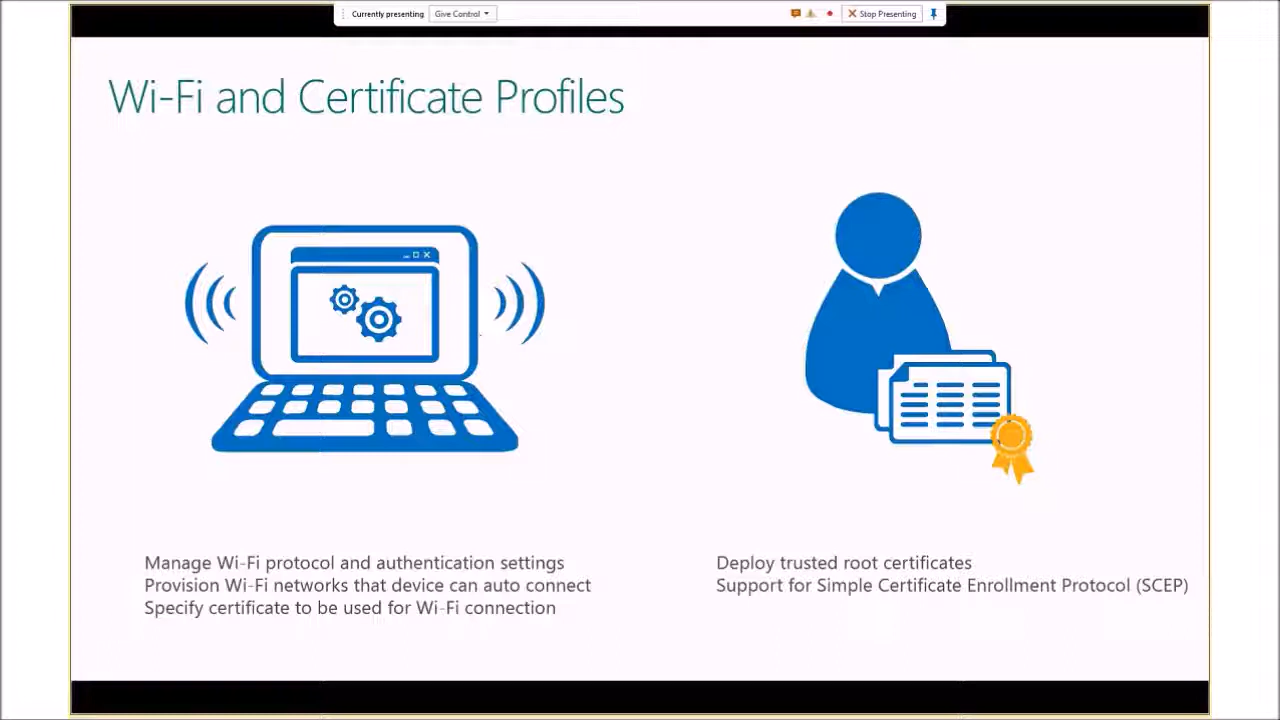 Currently presenting Give Control Stop Presenting
Wi-Fi and Certificate Profiles
Manage Wi-Fi protocol and authentication settings
Provision Wi-Fi networks that device can auto connect
Specify certificate to be used for Wi-Fi connection
Deploy trusted root certificates
Support for Simple Certificate Enrollment Protocol (SCEP)